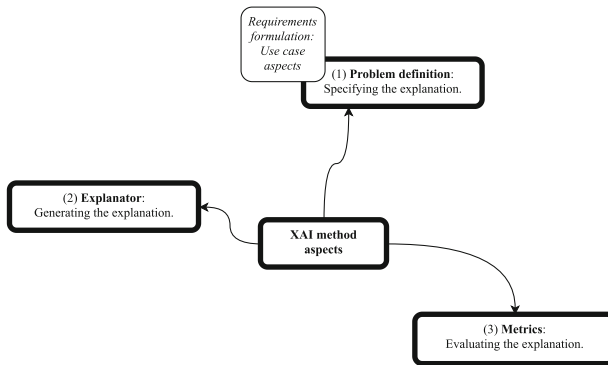 Requirements
formulation:
Use case
aspects
(1) Problem definition:
Specifying the explanation.
(2) Explanator:
Generating the explanation.
XAI method
aspects
(3) Metrics:
Evaluating the explanation.